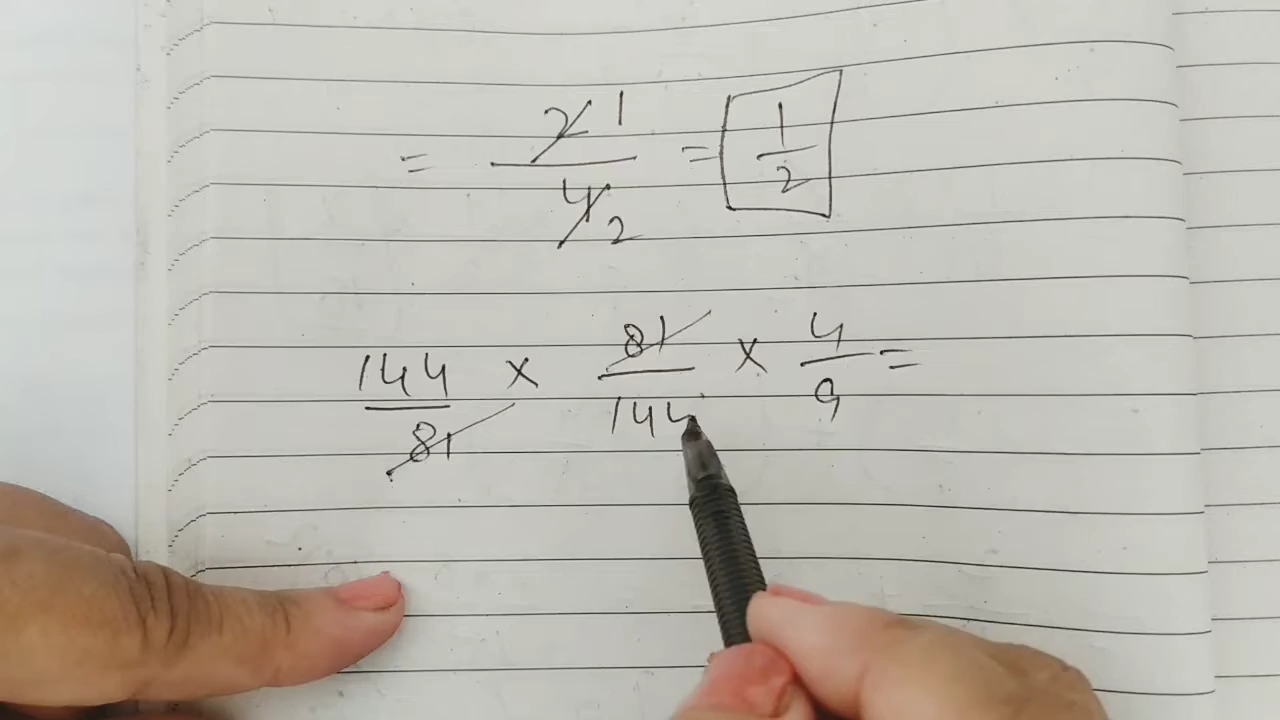 = 2 1 / 4 2 = 1 / 2
144 / 81 × 81 / 144 × 4 / 9 =